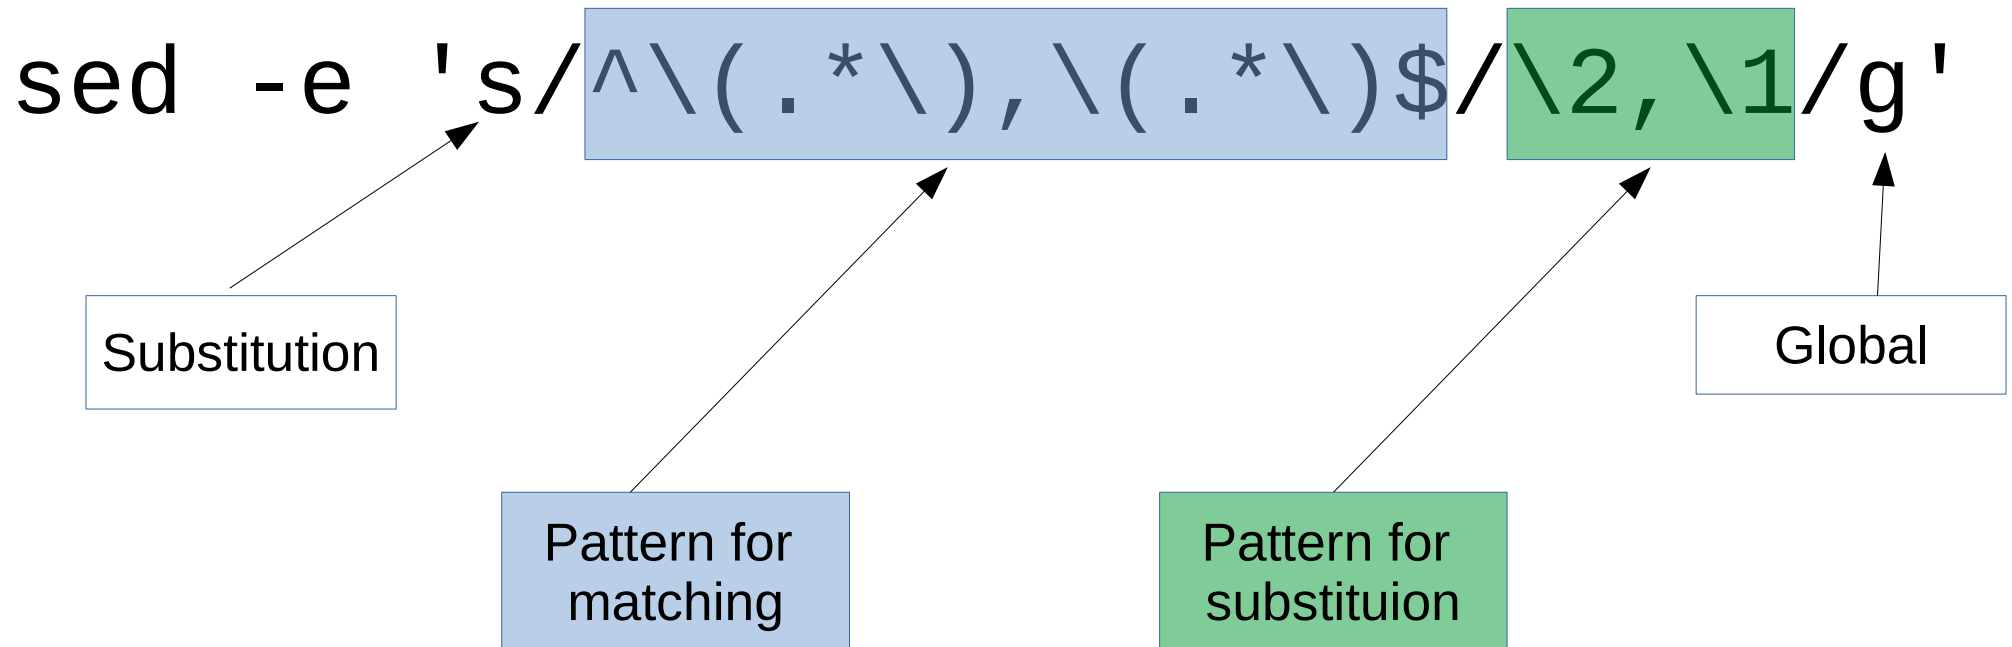 sed -e 's/^\(.*\),\(.*\)$/\2,\1/g'
Substitution
Global
Pattern for
matching
Pattern for
substituion